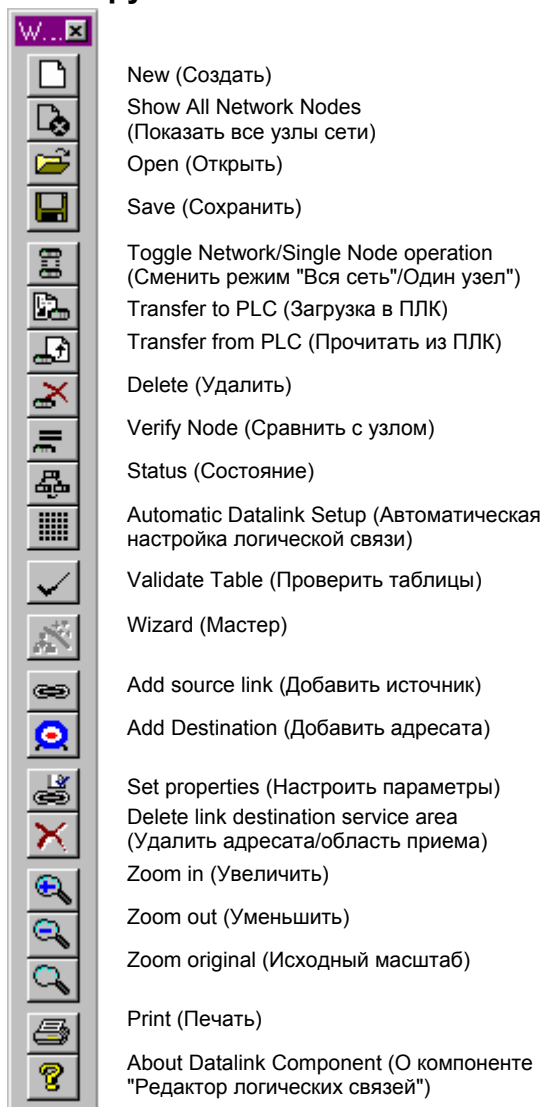 W...
New (Создать)
Show All Network Nodes
(Показать все узлы сети)
Open (Открыть)
Save (Сохранить)
Toggle Network/Single Node operation
(Сменить режим "Вся сеть"/Один узел")
Transfer to PLC (Загрузка в ПЛК)
Transfer from PLC (Прочитать из ПЛК)
Delete (Удалить)
Verify Node (Сравнить с узлом)
Status (Состояние)
Automatic Datalink Setup (Автоматическая
настройка логической связи)
Validate Table (Проверить таблицы)
Wizard (Мастер)
Add source link (Добавить источник)
Add Destination (Добавить адресата)
Set properties (Настроить параметры)
Delete link destination service area
(Удалить адресата/область приема)
Zoom in (Увеличить)
Zoom out (Уменьшить)
Zoom original (Исходный масштаб)
Print (Печать)
About Datalink Component (О компоненте
"Редактор логических связей")